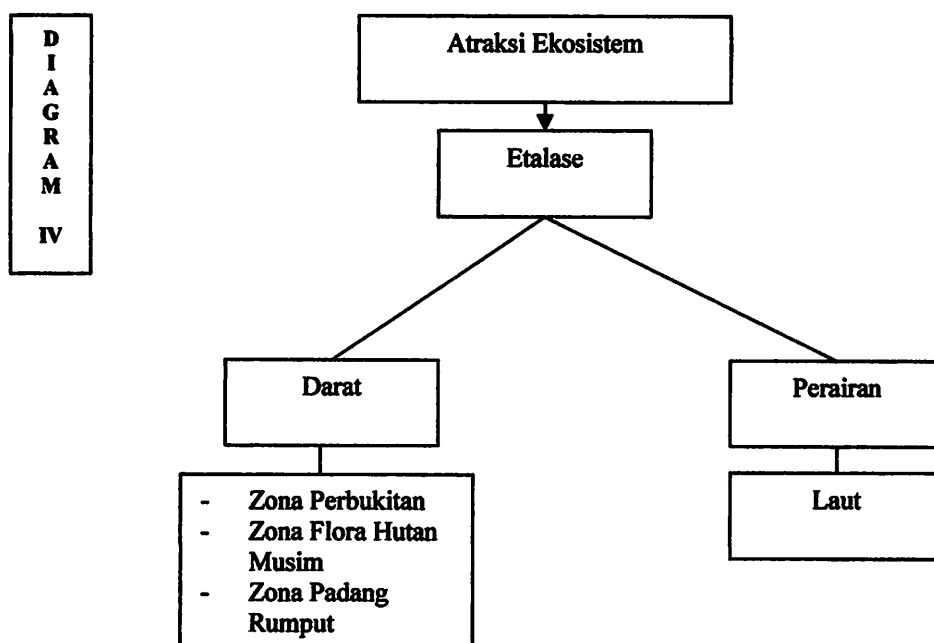 D
I
A
G
R
A
M
IV
Atraksi Ekosistem
Etalase
Darat
Perairan
- Zona Perbukitan
- Zona Flora Hutan
Musim
- Zona Padang
Rumput
Laut